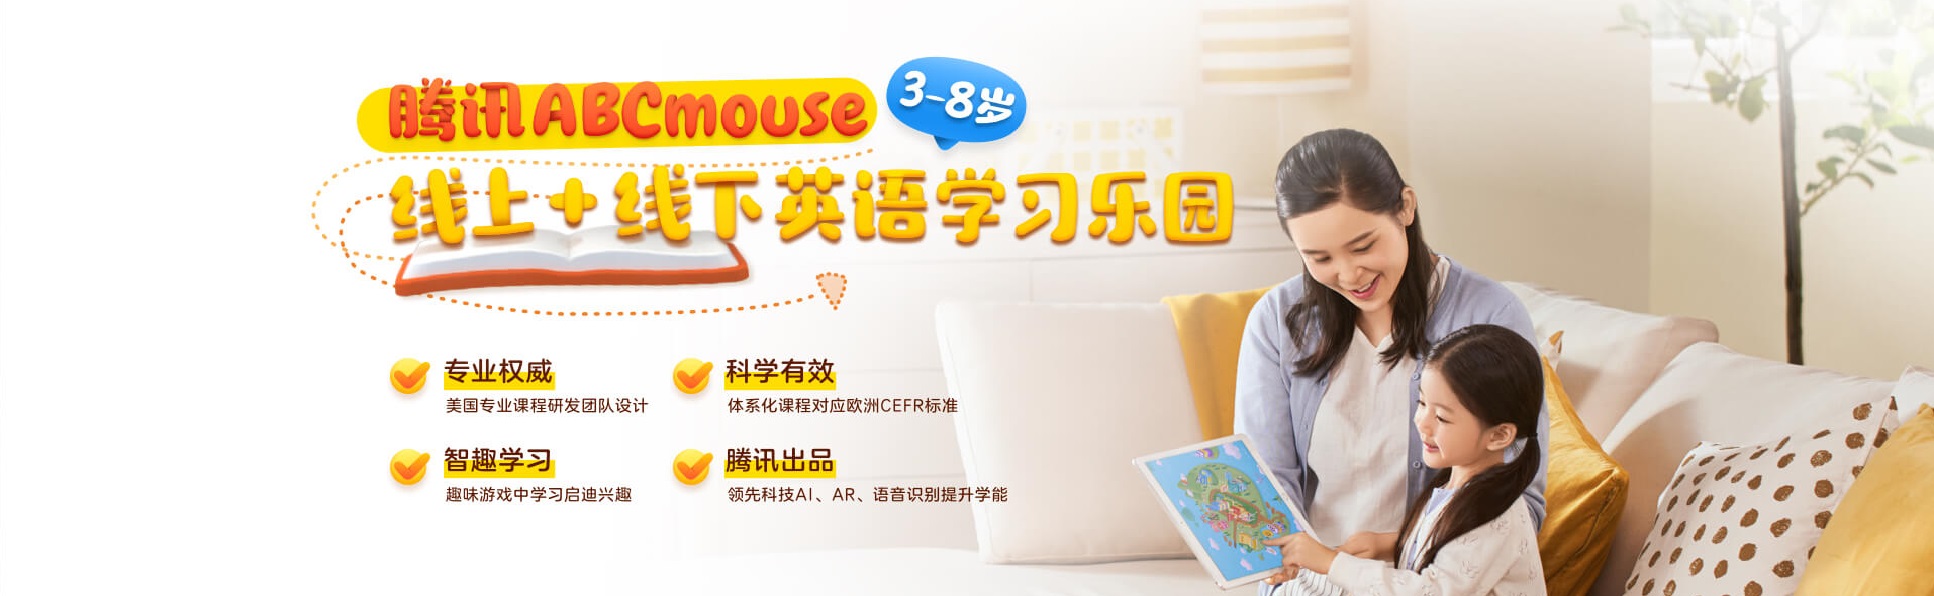 腾讯ABCmouse
3-8岁
线上+线下英语学习乐园
专业权威
美国专业课程研发团队设计
科学有效
体系化课程对应欧洲CEFR标准
智趣学习
趣味游戏中学习启迪兴趣
腾讯出品
领先科技AI、AR、语音识别提升学能